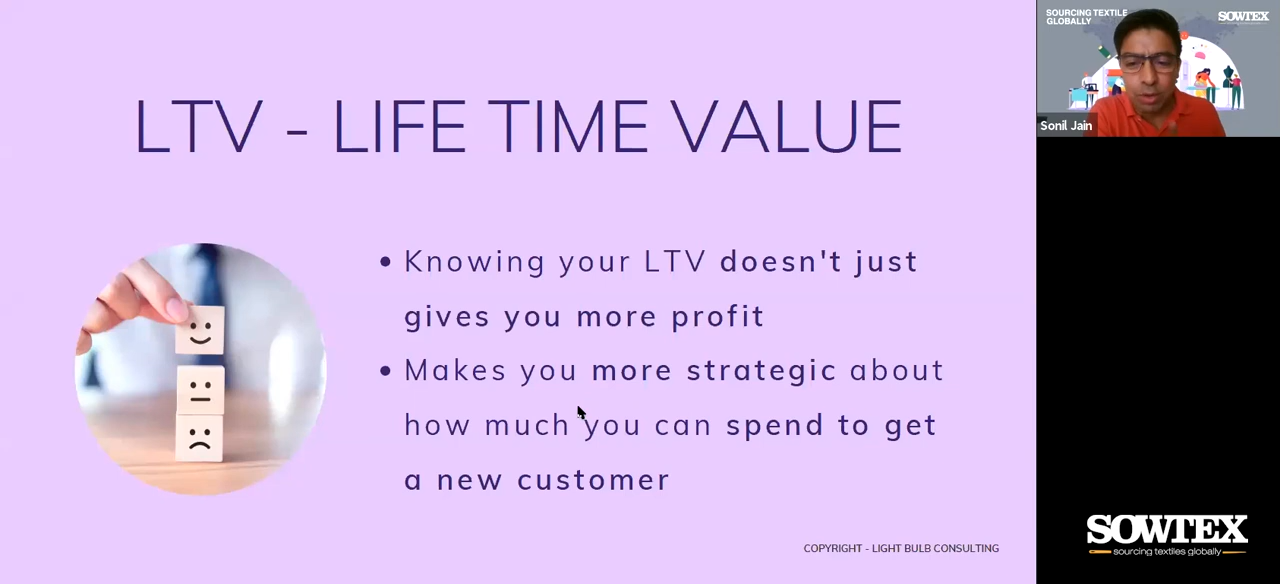 LTV - LIFE TIME VALUE
• Knowing your LTV doesn't just
gives you more profit
• Makes you more strategic about
how much you can spend to get
a new customer
COPYRIGHT - LIGHT BULB CONSULTING
SOURCING TEXTILE
GLOBALLY
SOWTEX
Sonil Jain
SOWTEX
sourcing textiles globally